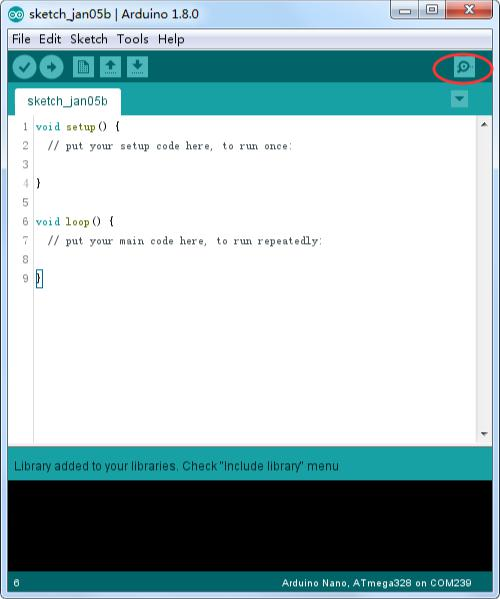 sketch_jan05b | Arduino 1.8.0
File Edit Sketch Tools Help
sketch_jan05b
1 void setup() {
2 // put your setup code here, to run once:
3
4 }
5
6 void loop() {
7 // put your main code here, to run repeatedly:
8
9 }
Library added to your libraries. Check "Include library" menu
6 Arduino Nano, ATmega328 on COM239